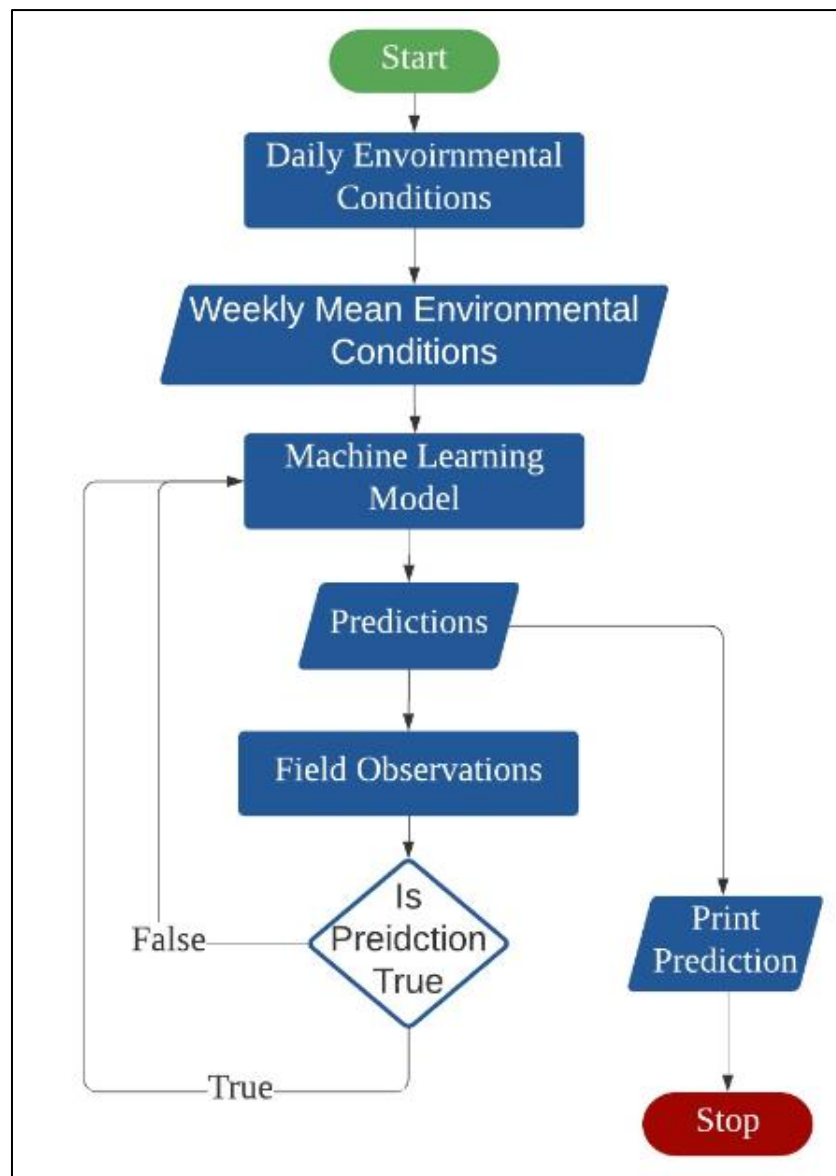 Start
Daily Envoirnmental
Conditions
Weekly Mean Environmental
Conditions
Machine Learning
Model
Predictions
Field Observations
Is
Preidction
True
False
True
Print
Prediction
Stop